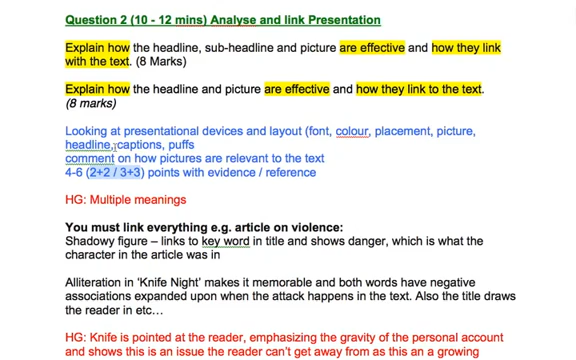 Question 2 (10 - 12 mins) Analyse and link Presentation
Explain how the headline, sub-headline and picture are effective and how they link
with the text. (8 Marks)
Explain how the headline and picture are effective and how they link to the text.
(8 marks)
Looking at presentational devices and layout (font, colour, placement, picture,
headline, captions, puffs
comment on how pictures are relevant to the text
4-6 (2+2 / 3+3) points with evidence / reference
HG: Multiple meanings
You must link everything e.g. article on violence:
Shadowy figure – links to key word in title and shows danger, which is what the
character in the article was in
Alliteration in ‘Knife Night’ makes it memorable and both words have negative
associations expanded upon when the attack happens in the text. Also the title draws
the reader in etc…
HG: Knife is pointed at the reader, emphasizing the gravity of the personal account
and shows this is an issue the reader can’t get away from as this an a growing